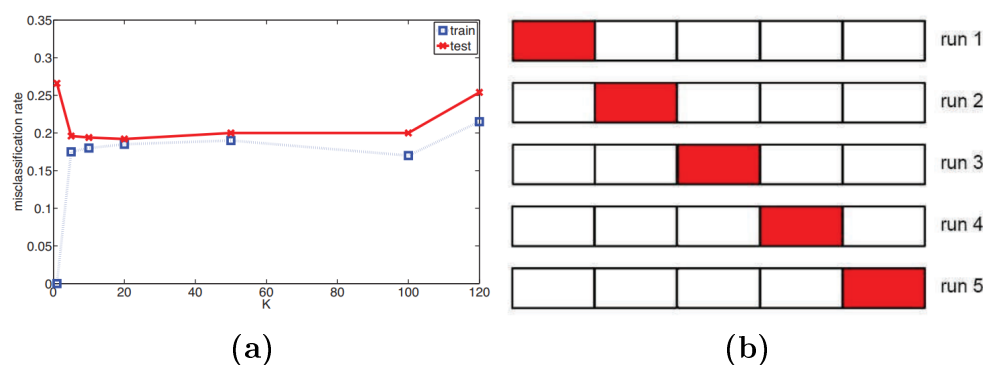 0.35
0.3
0.25
0.2
0.15
0.1
0.05
0
misclassification rate
train
test
0 20 40 60 80 100 120
K
(a)
run 1
run 2
run 3
run 4
run 5
(b)